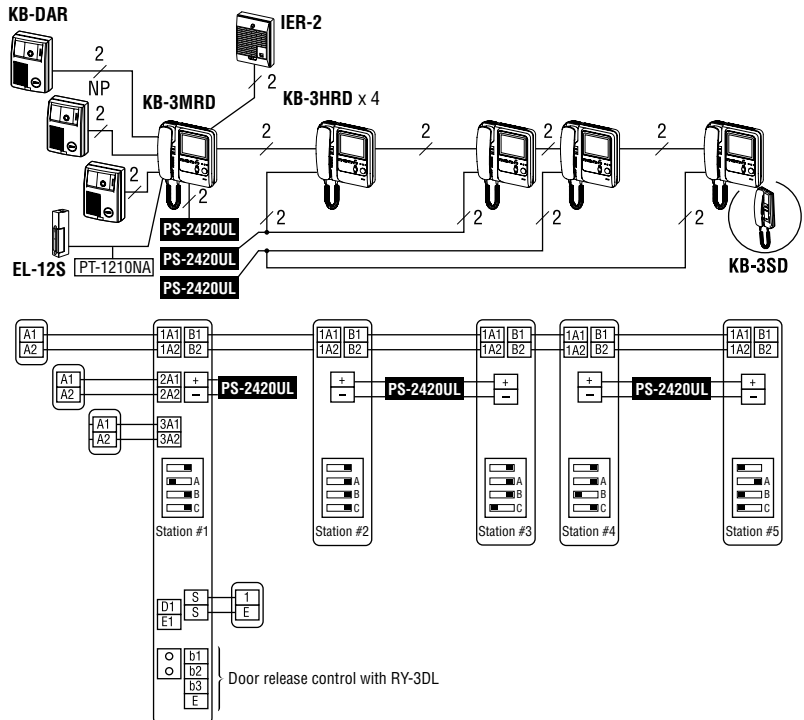 KB-DAR
IER-2
2
NP
2
KB-3MRD
KB-3HRD x 4
2
2
2
2
2
2
2
2
2
2
2
PS-2420UL
PS-2420UL
PS-2420UL
EL-12S
PT-1210NA
KB-3SD
A1 1A1 B1 1A1 B1 1A1 B1 1A1 B1 1A1 B1
A2 1A2 B2 1A2 B2 1A2 B2 1A2 B2 1A2 B2
A1 2A1 + PS-2420UL + PS-2420UL + + PS-2420UL +
A2 2A2 – – – – –
A1 3A1
A2 3A2
A A A A A
B B B B B
C C C C C
Station #1 Station #2 Station #3 Station #4 Station #5
S 1
D1 S E
E1
b1
b2
b3
E
Door release control with RY-3DL